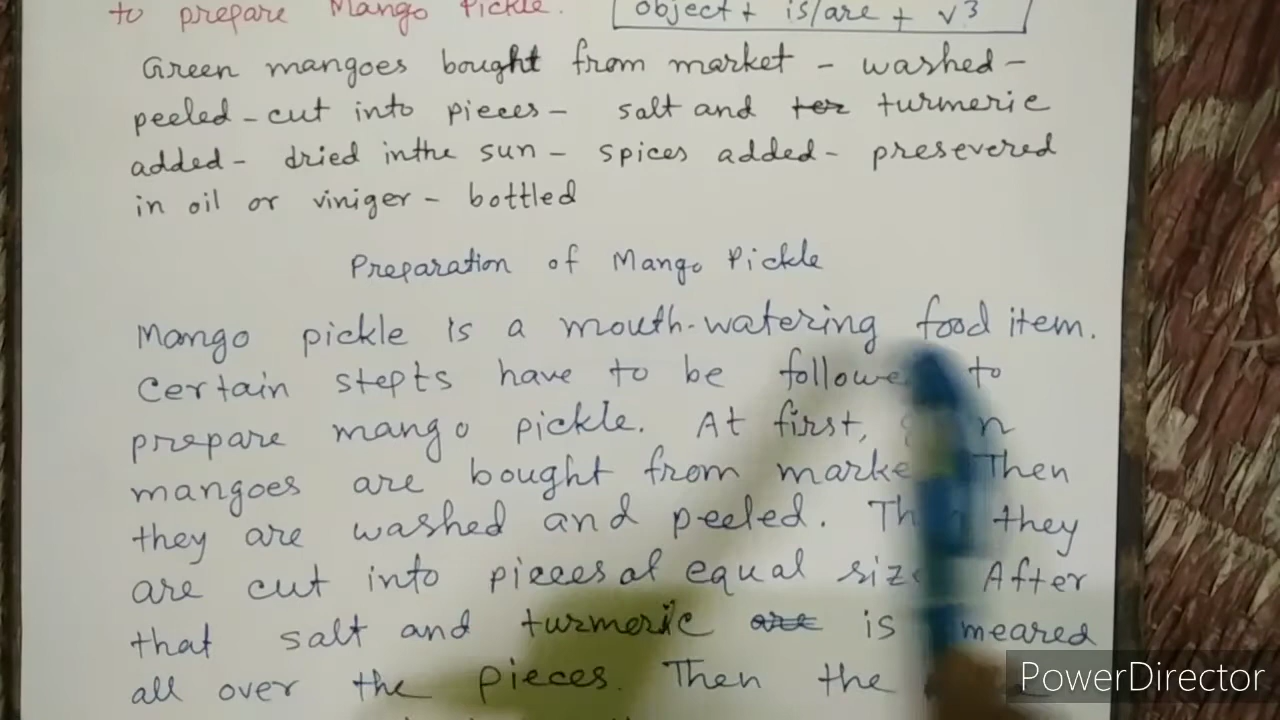 to prepare Mango Pickle.
object + is/are + v3
Green mangoes bought from market - washed -
peeled - cut into pieces - salt and ter turmeric
added - dried in the sun - spices added - presevered
in oil or viniger - bottled
Preparation of Mango Pickle
Mango pickle is a mouth-watering food item.
Certain stepts have to be to
prepare mango pickle. At first,
mangoes are bought from Then
they are washed and peeled. they
are cut into pieces of equal After
that salt and turmeric are is
all over the pieces. Then the
PowerDirector